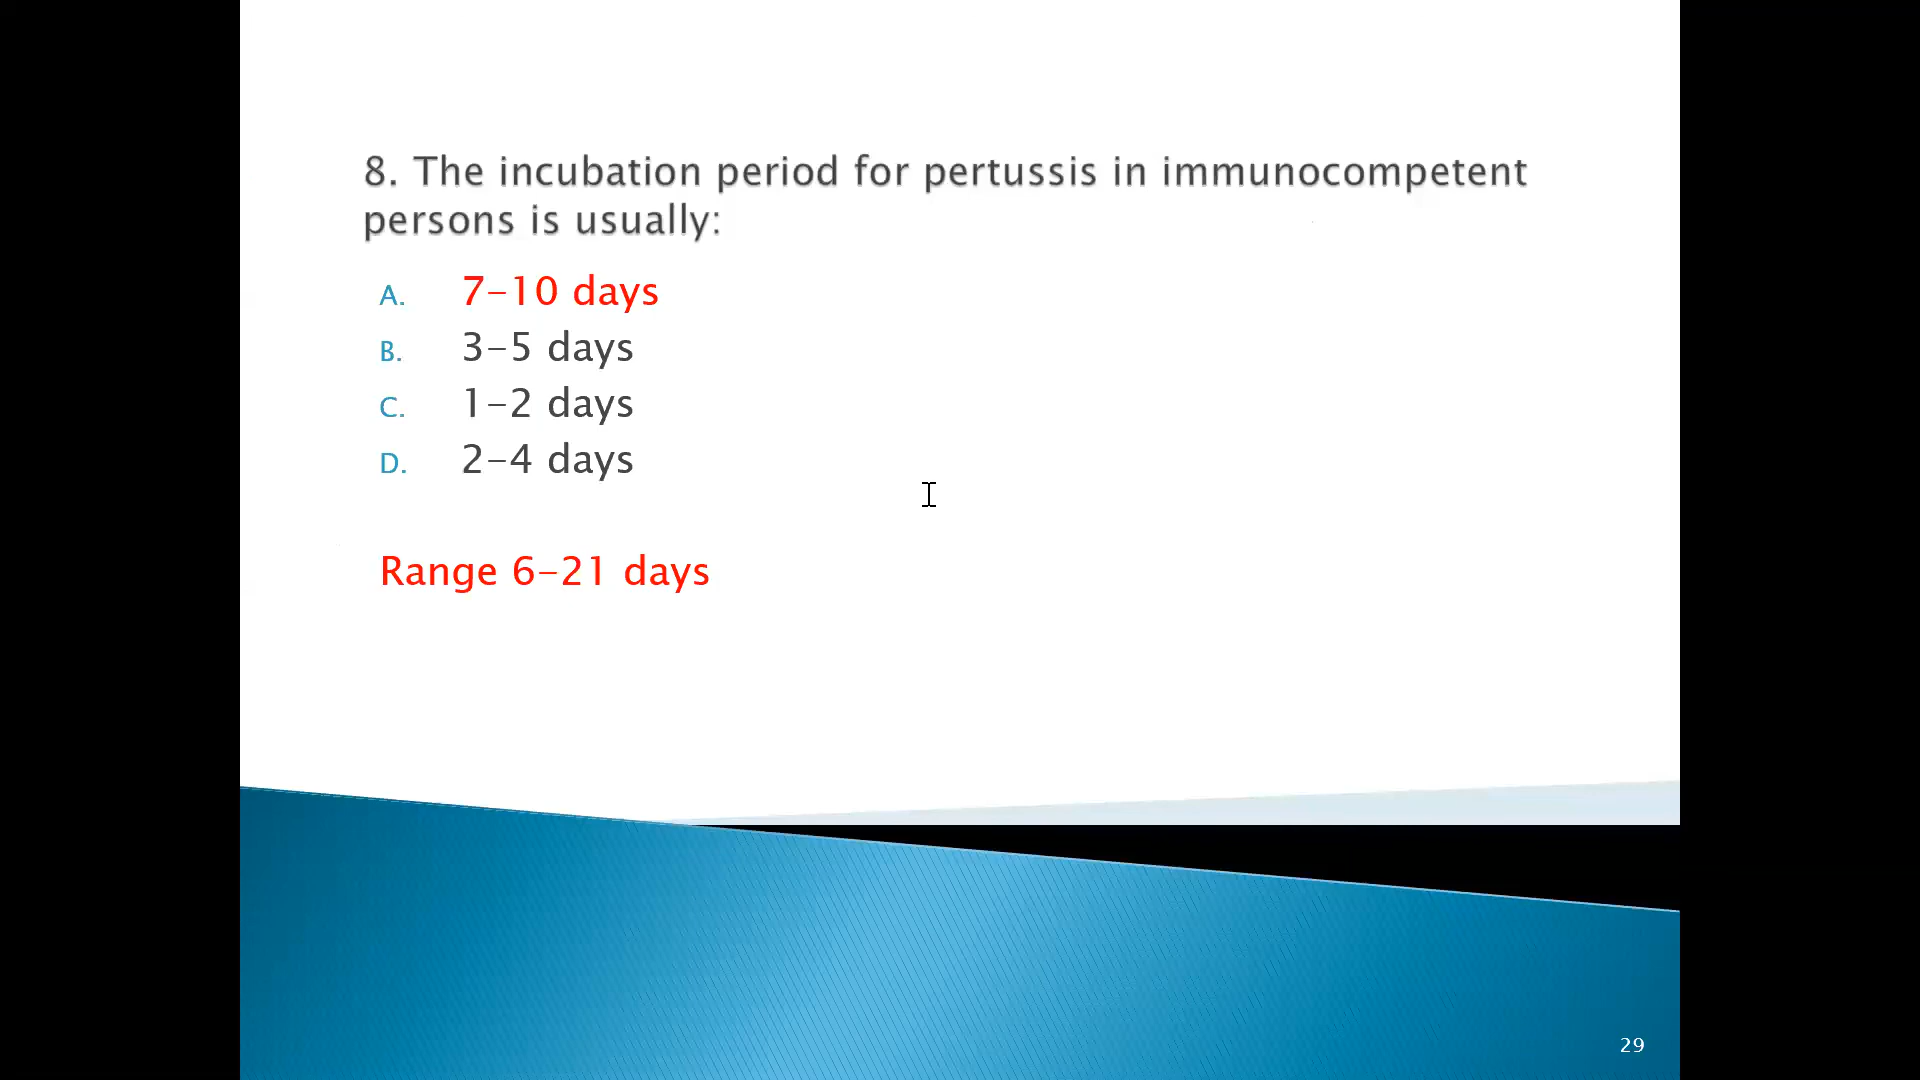 8. The incubation period for pertussis in immunocompetent
persons is usually:
A. 7–10 days
B. 3–5 days
C. 1–2 days
D. 2–4 days
Range 6–21 days
29